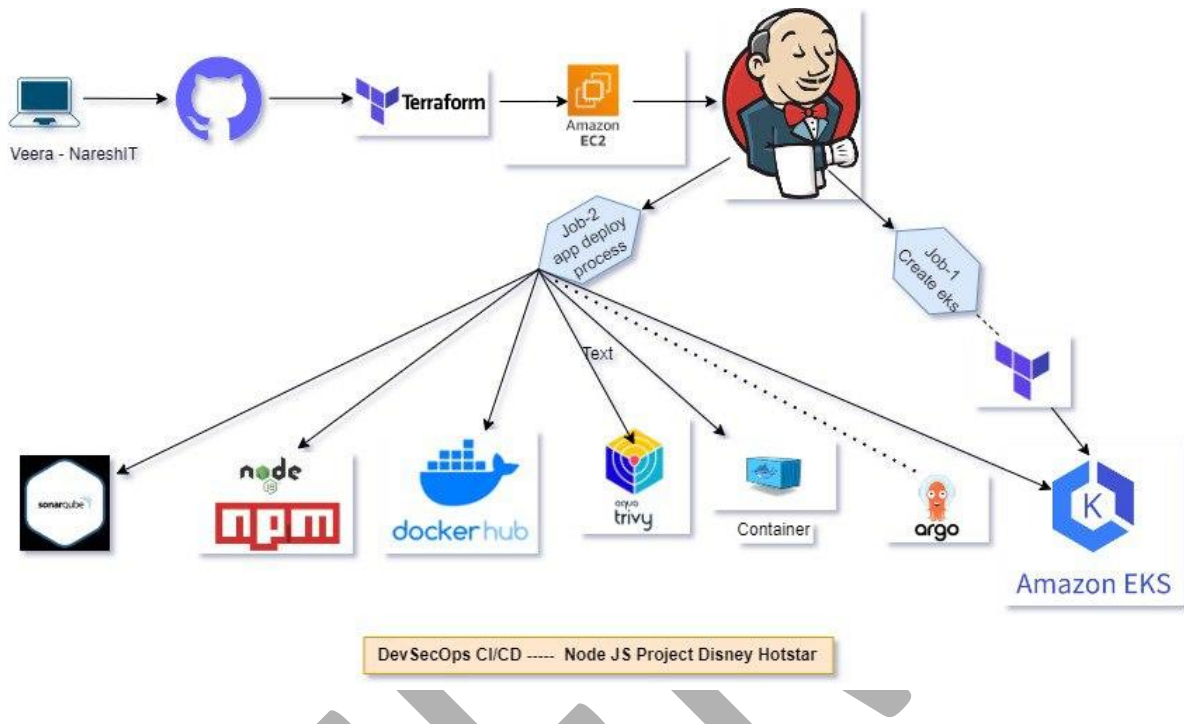 Terraform
Amazon
EC2
Veera - NareshIT
Job-2
app deploy
process
Job-1
Create eks
Text
node
JS
sonarqube
npm
docker hub
aqua
trivy
Container
argo
K
Amazon EKS
DevSecOps CI/CD ----- Node JS Project Disney Hotstar